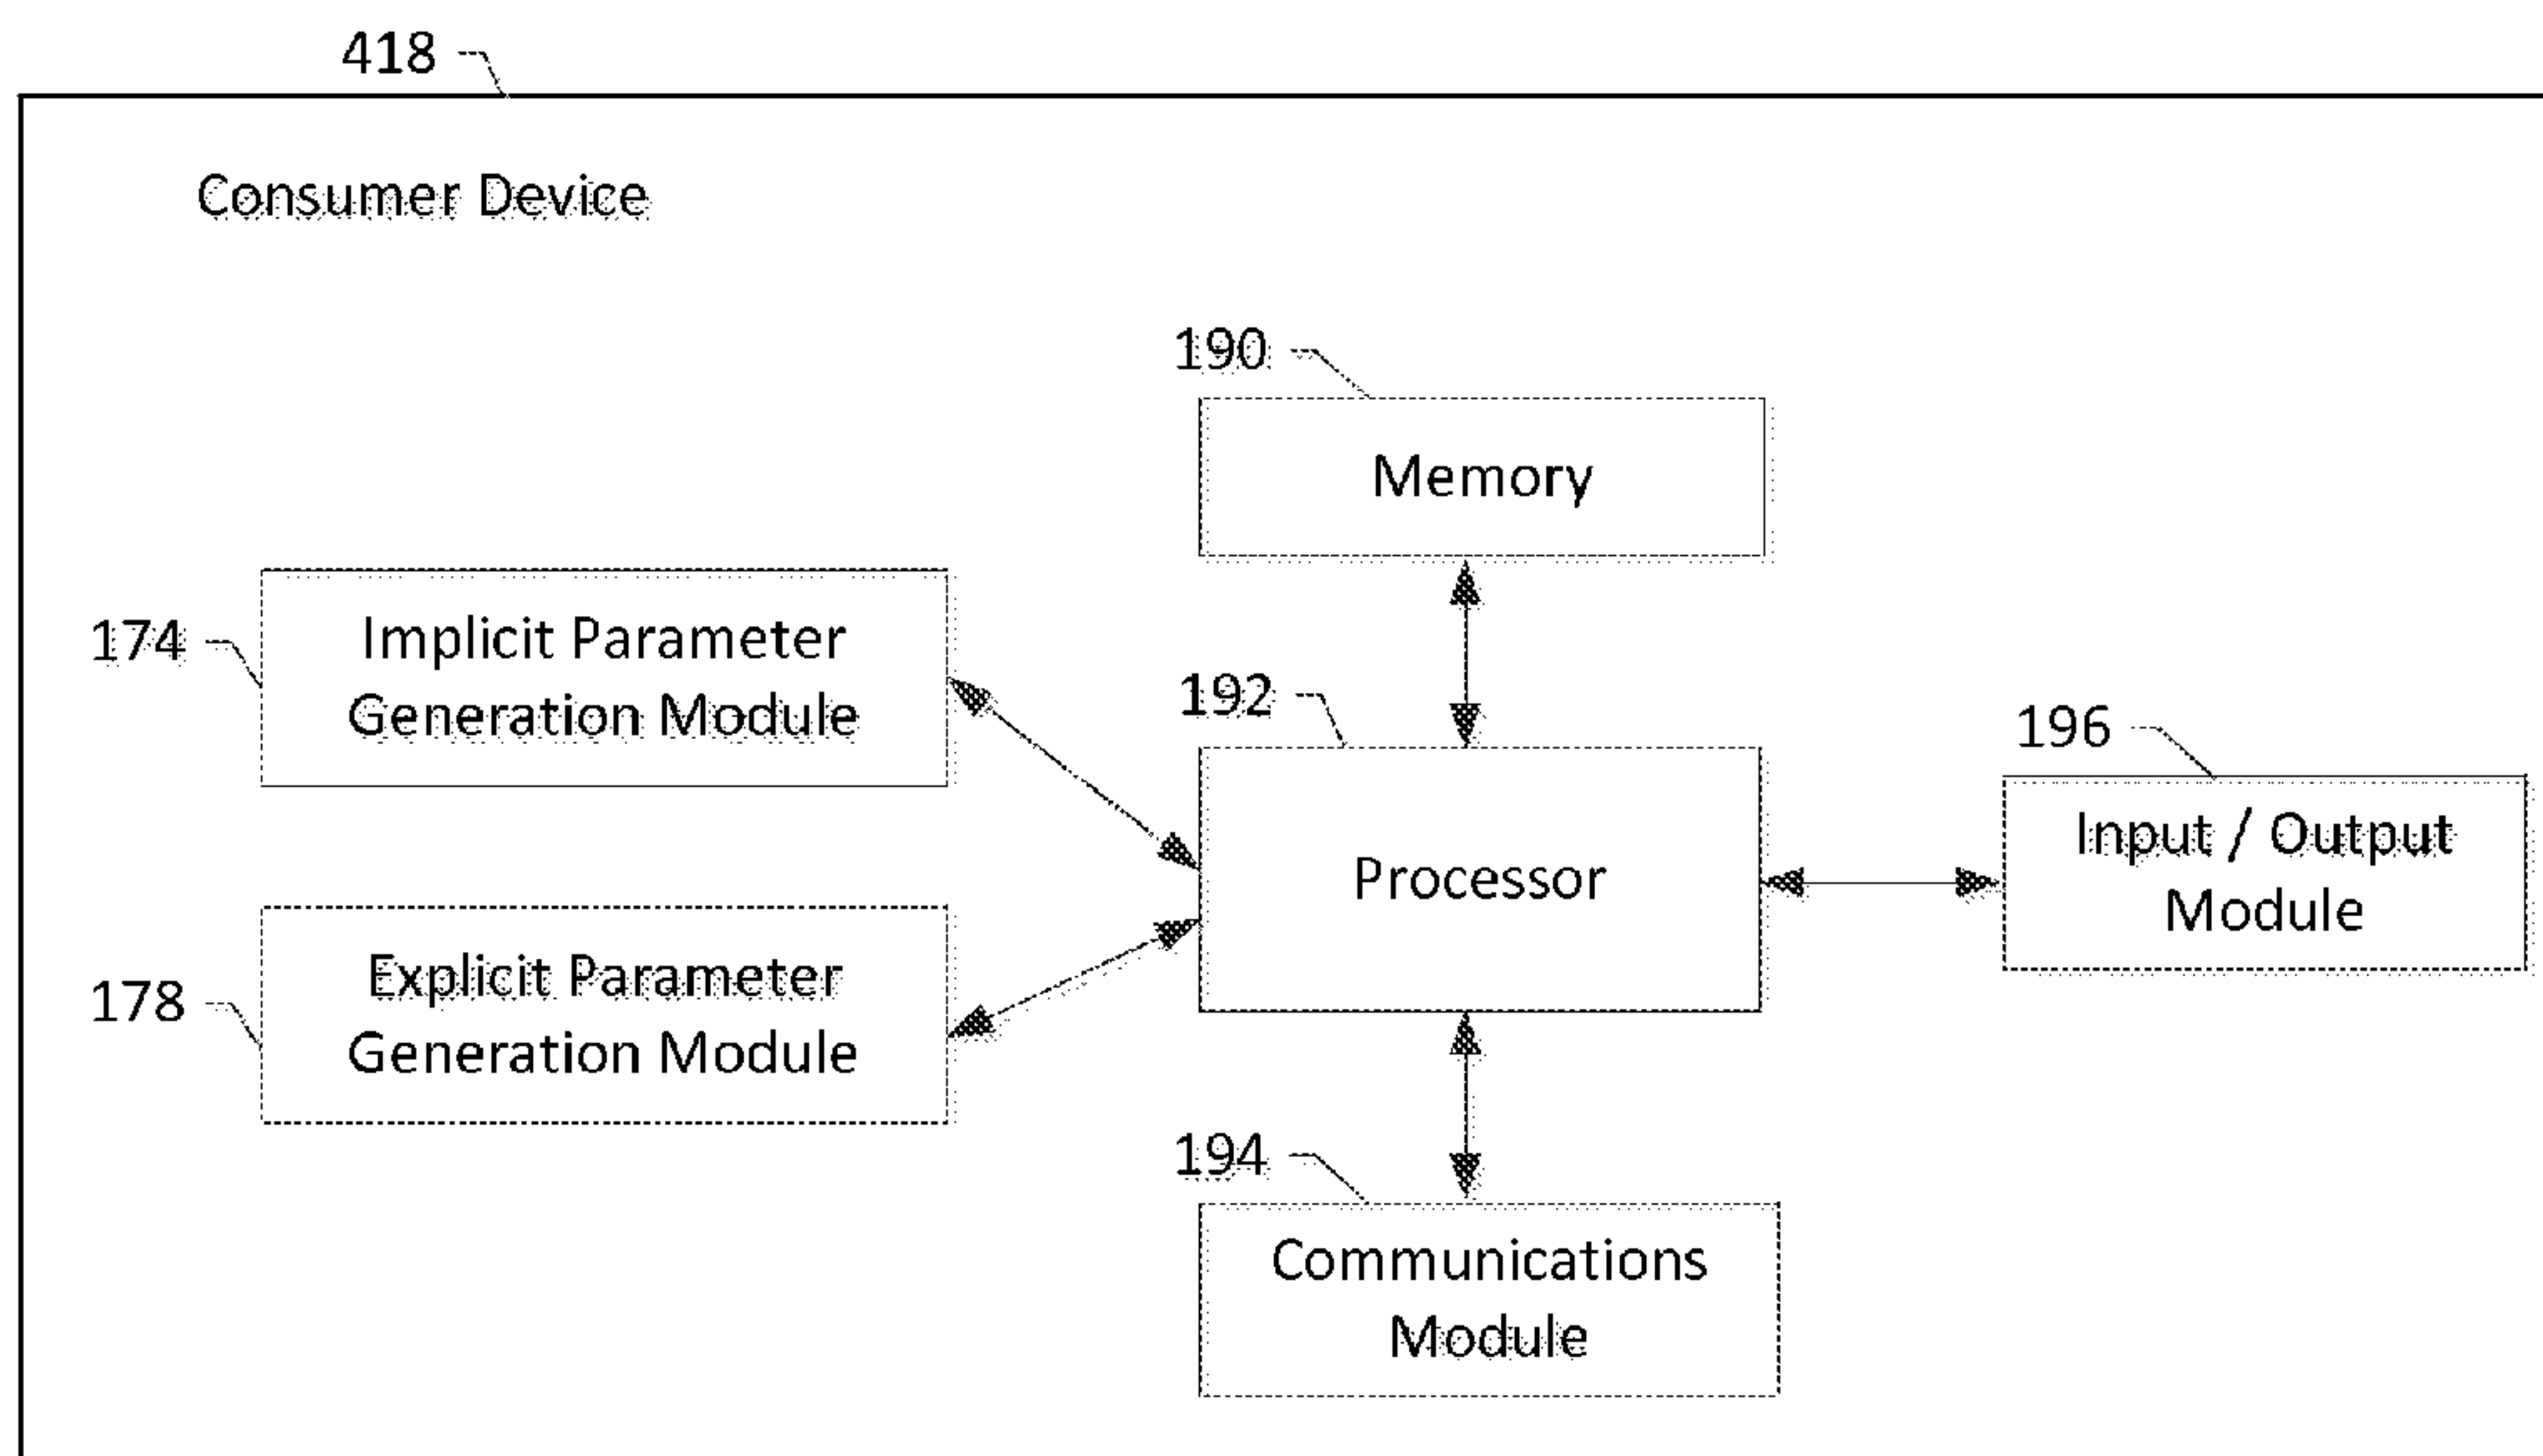 418
Consumer Device
190
Memory
174
Implicit Parameter
Generation Module
192
Processor
196
Input / Output
Module
178
Explicit Parameter
Generation Module
194
Communications
Module